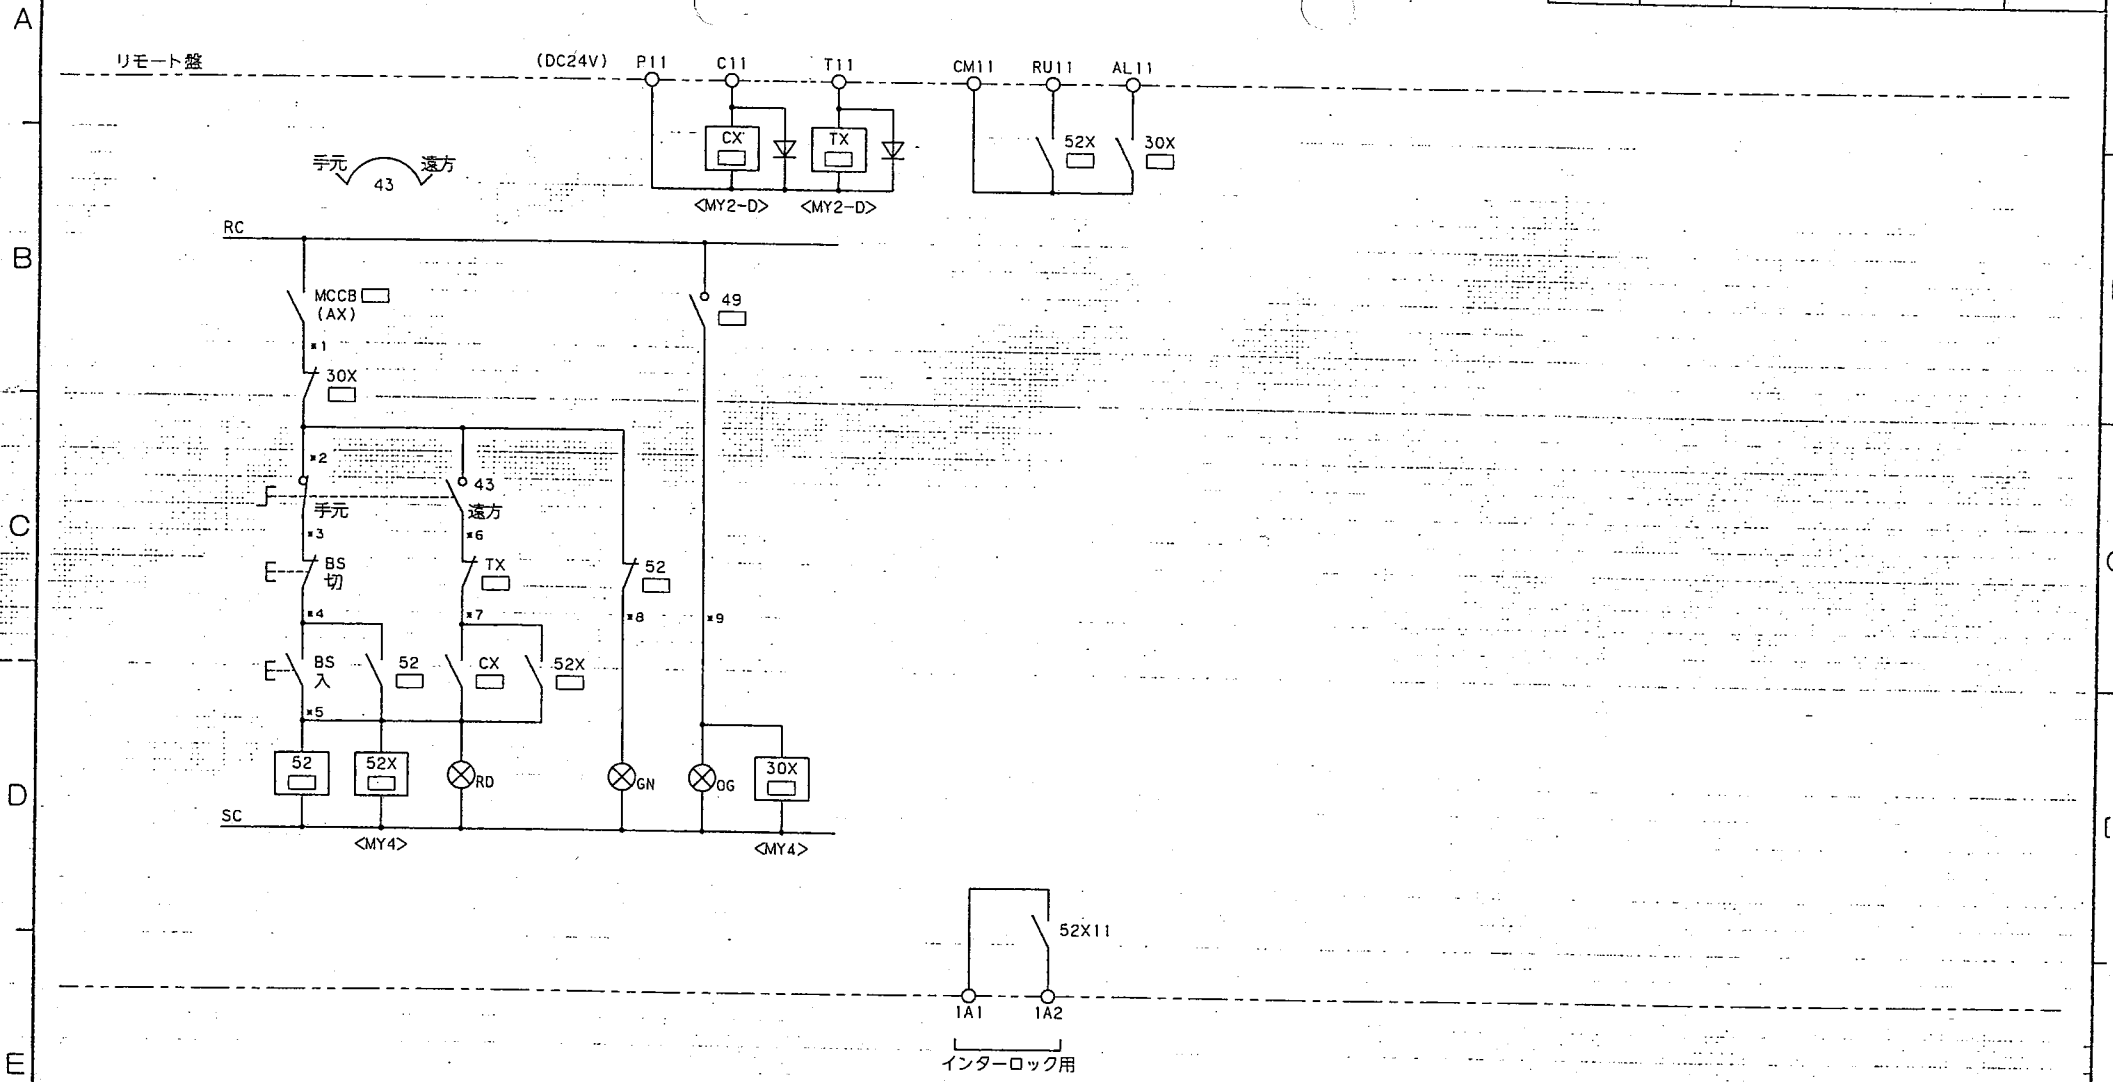 A
リモート盤
(DC24V) P11 C11 T11 CM11 RU11 AL11
CX TX 52X 30X
手元 43 遠方
<MY2-D> <MY2-D>
RC
B
MCCB
(AX)
49
*1
30X
*2
43
C
手元 遠方
*3 *6
BS
切
TX 52
*4 *7 *8 *9
BS
入
52 CX 52X
*5
52 52X RD GN OG 30X
D
SC
<MY4> <MY4>
52X11
1A1 1A2
E
インターロック用